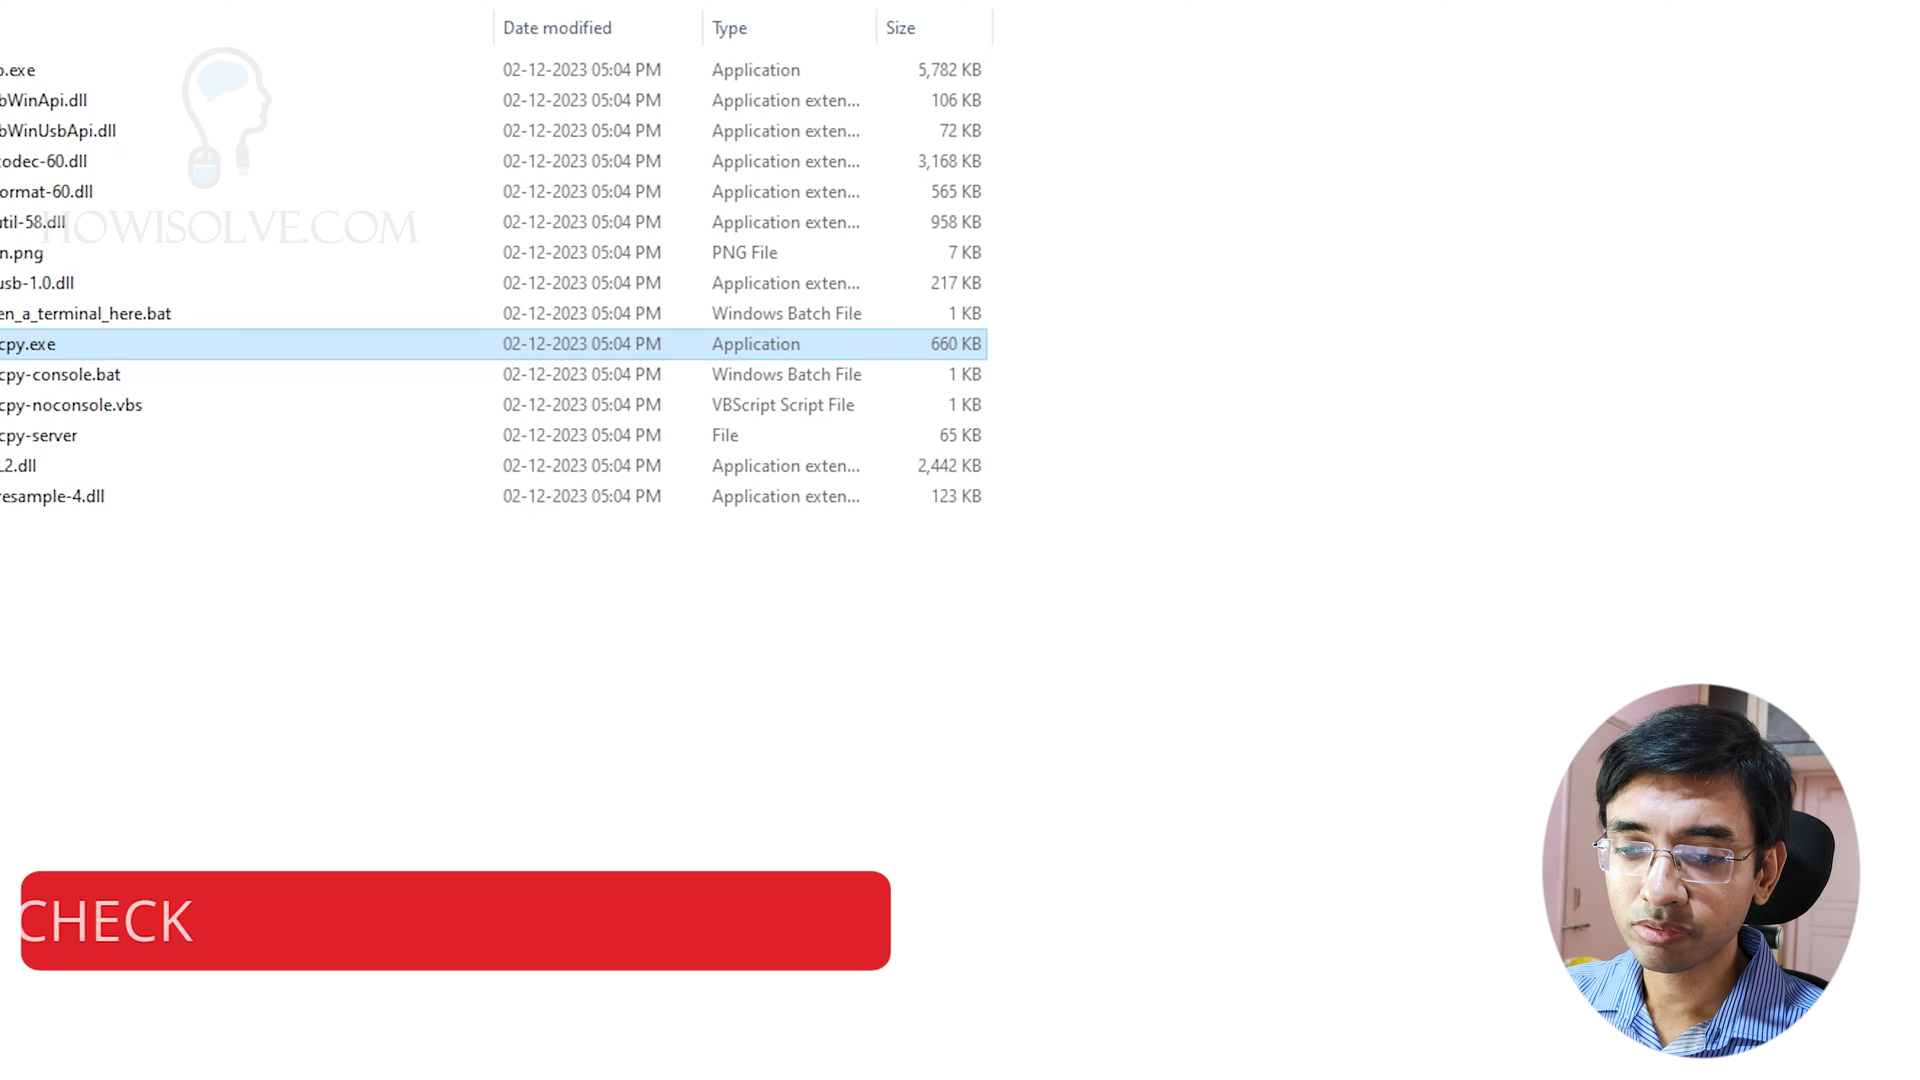 Date modified Type Size
o.exe 02-12-2023 05:04 PM Application 5,782 KB
bWinApi.dll 02-12-2023 05:04 PM Application exten... 106 KB
bWinUsbApi.dll 02-12-2023 05:04 PM Application exten... 72 KB
codec-60.dll 02-12-2023 05:04 PM Application exten... 3,168 KB
ormat-60.dll 02-12-2023 05:04 PM Application exten... 565 KB
util-58.dll 02-12-2023 05:04 PM Application exten... 958 KB
HOWISOLVE.COM
n.png 02-12-2023 05:04 PM PNG File 7 KB
usb-1.0.dll 02-12-2023 05:04 PM Application exten... 217 KB
en_a_terminal_here.bat 02-12-2023 05:04 PM Windows Batch File 1 KB
cpy.exe 02-12-2023 05:04 PM Application 660 KB
cpy-console.bat 02-12-2023 05:04 PM Windows Batch File 1 KB
cpy-noconsole.vbs 02-12-2023 05:04 PM VBScript Script File 1 KB
cpy-server 02-12-2023 05:04 PM File 65 KB
L2.dll 02-12-2023 05:04 PM Application exten... 2,442 KB
resample-4.dll 02-12-2023 05:04 PM Application exten... 123 KB
CHECK